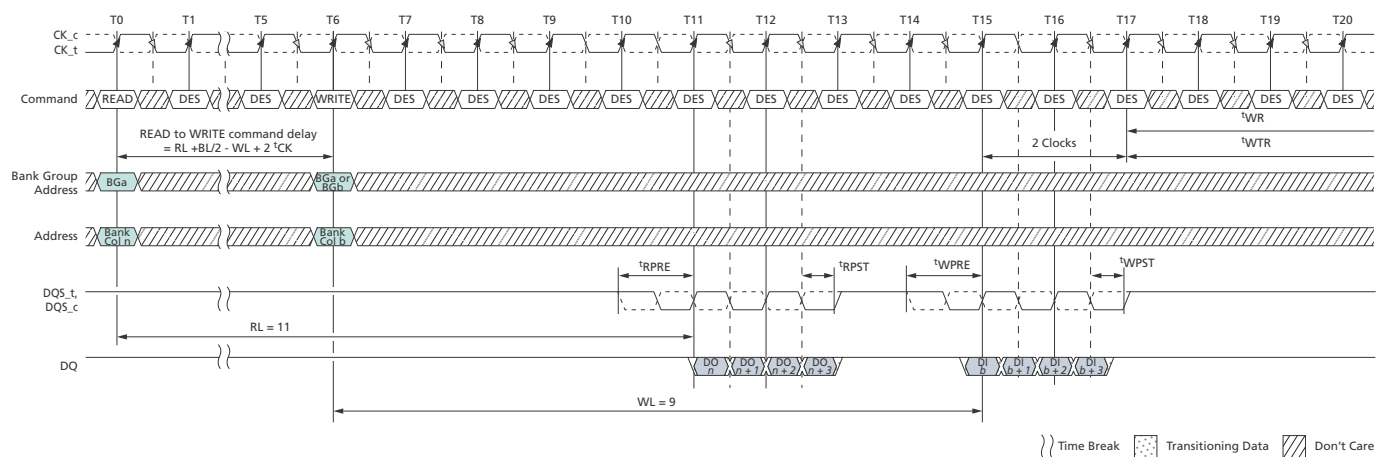 T0 T1 T5 T6 T7 T8 T9 T10 T11 T12 T13 T14 T15 T16 T17 T18 T19 T20
CK_c
CK_t
Command READ DES DES WRITE DES DES DES DES DES DES DES DES DES DES DES DES DES DES
tWR
READ to WRITE command delay
= RL +BL/2 - WL + 2 tCK
2 Clocks
tWTR
Bank Group
Address
BGa
BGa or
BGb
Address
Bank
Col n
Bank
Col b
tRPRE tRPST tWPRE tWPST
DQS_t,
DQS_c
RL = 11
DQ
DO
n
DO
n + 1
DO
n + 2
DO
n + 3
DI
b
DI
b + 1
DI
b + 2
DI
b + 3
WL = 9
Time Break Transitioning Data Don't Care